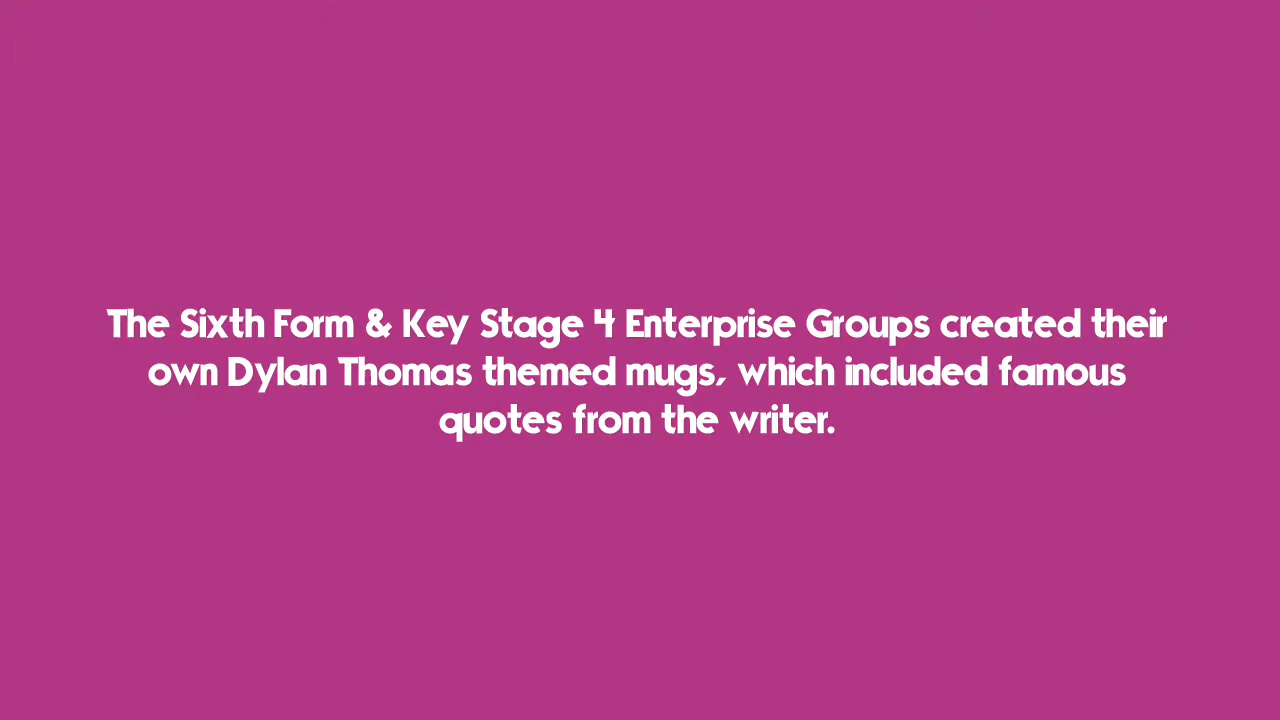 The Sixth Form & Key Stage 4 Enterprise Groups created their
own Dylan Thomas themed mugs, which included famous
quotes from the writer.